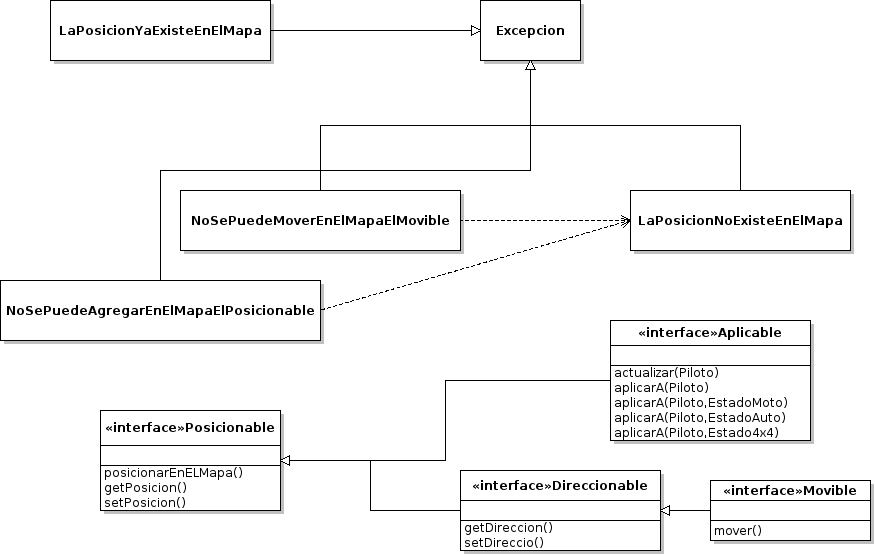 LaPosicionYaExisteEnElMapa
Excepcion
NoSePuedeMoverEnElMapaElMovible
LaPosicionNoExisteEnElMapa
NoSePuedeAgregarEnElMapaElPosicionable
«interface»Aplicable
actualizar(Piloto)
aplicarA(Piloto)
aplicarA(Piloto,EstadoMoto)
aplicarA(Piloto,EstadoAuto)
aplicarA(Piloto,Estado4x4)
«interface»Posicionable
posicionarEnELMapa()
getPosicion()
setPosicion()
«interface»Direccionable
getDireccion()
setDireccio()
«interface»Movible
mover()